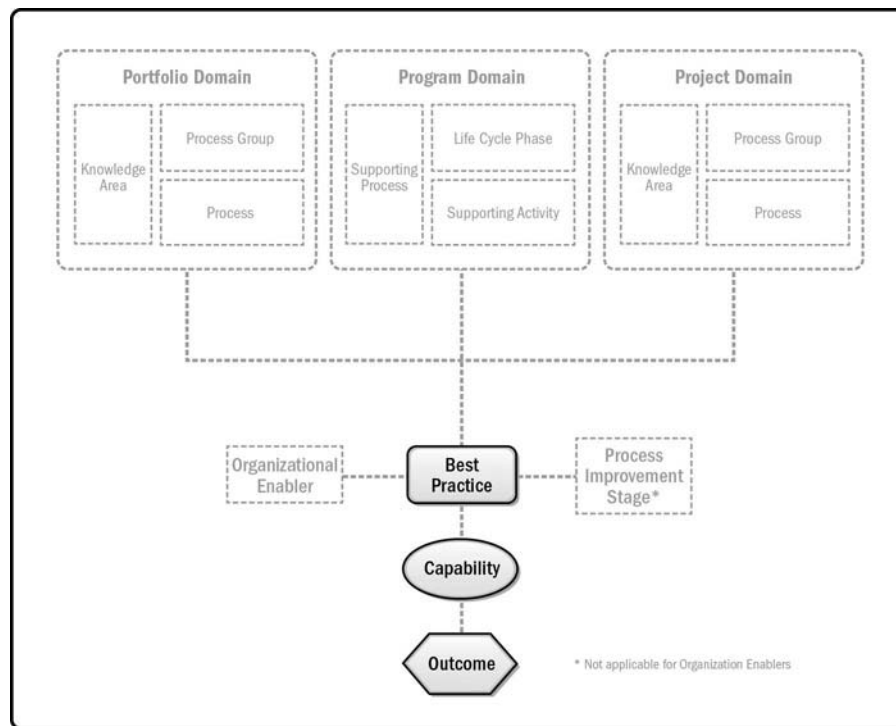 Portfolio Domain
Knowledge
Area
Process Group
Process
Program Domain
Supporting
Process
Life Cycle Phase
Supporting Activity
Project Domain
Knowledge
Area
Process Group
Process
Organizational
Enabler
Best
Practice
Process
Improvement
Stage*
Capability
Outcome
* Not applicable for Organization Enablers